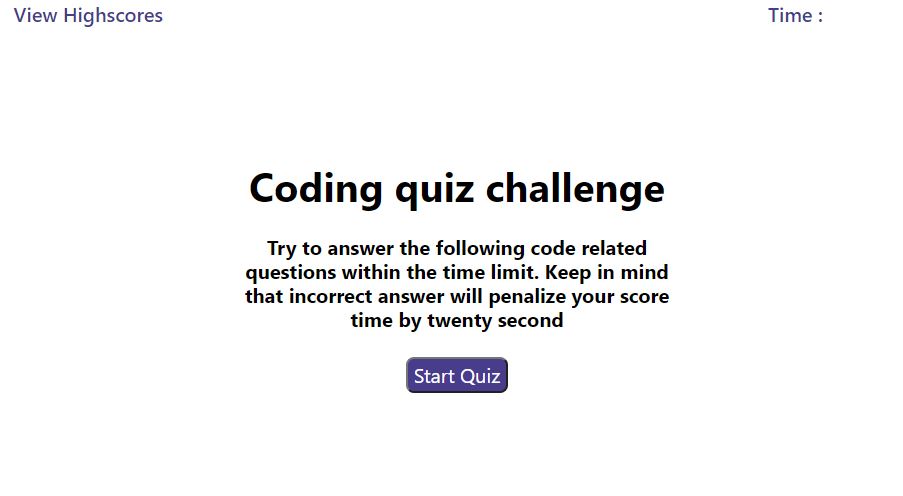 View Highscores
Time :
Coding quiz challenge
Try to answer the following code related
questions within the time limit. Keep in mind
that incorrect answer will penalize your score
time by twenty second
Start Quiz